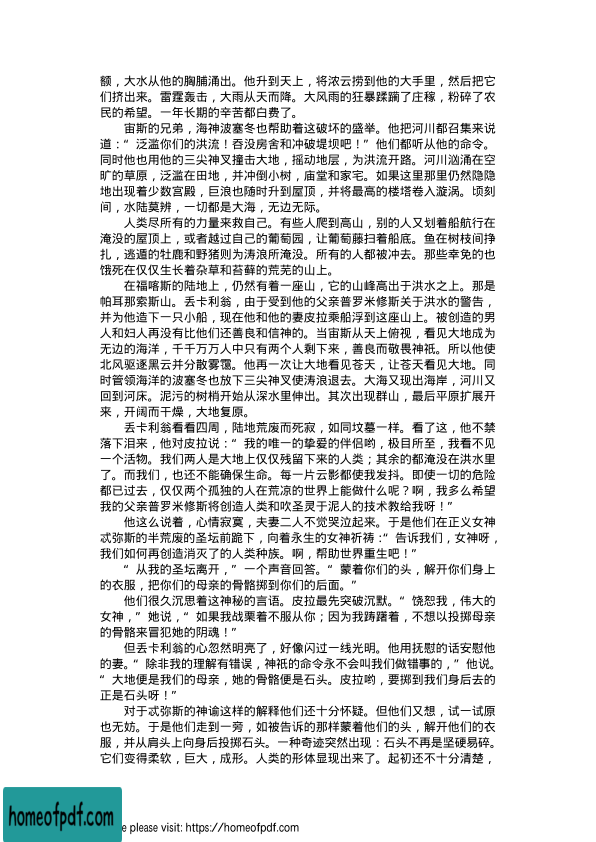 额，大水从他的胸脯涌出。他升到天上，将浓云捞到他的大手里，然后把它
们挤出来。雷霆轰击，大雨从天而降。大风雨的狂暴蹂躏了庄稼，粉碎了农
民的希望。一年长期的辛苦都白费了。
宙斯的兄弟，海神波塞冬也帮助着这破坏的盛举。他把河川都召集来说
道：“泛滥你们的洪流！吞没房舍和冲破堤坝吧！”他们都听从他的命令。
同时他也用他的三尖神叉撞击大地，摇动地层，为洪流开路。河川汹涌在空
旷的草原，泛滥在田地，并冲倒小树，庙堂和家宅。如果这里那里仍然隐隐
地出现着少数宫殿，巨浪也随时升到屋顶，并将最高的楼塔卷入漩涡。顷刻
间，水陆莫辨，一切都是大海，无边无际。
人类尽所有的力量来救自己。有些人爬到高山，别的人又划着船航行在
淹没的屋顶上，或者越过自己的葡萄园，让葡萄藤扫着船底。鱼在树枝间挣
扎，逃遁的牡鹿和野猪则为涛浪所淹没。所有的人都被冲去。那些幸免的也
饿死在仅仅生长着杂草和苔藓的荒芜的山上。
在福喀斯的陆地上，仍然有着一座山，它的山峰高出于洪水之上。那是
帕耳那索斯山。丢卡利翁，由于受到他的父亲普罗米修斯关于洪水的警告，
并为他造下一只小船，现在他和他的妻皮拉乘船浮到这座山上。被创造的男
人和妇人再没有比他们还善良和信神的。当宙斯从天上俯视，看见大地成为
无边的海洋，千千万万人中只有两个人剩下来，善良而敬畏神祇。所以他使
北风驱逐黑云并分散雾霭。他再一次让大地看见苍天，让苍天看见大地。同
时管领海洋的波塞冬也放下三尖神叉使涛浪退去。大海又现出海岸，河川又
回到河床。泥污的树梢开始从深水里伸出。其次出现群山，最后平原扩展开
来，开阔而干燥，大地复原。
丢卡利翁看看四周，陆地荒废而死寂，如同坟墓一样。看了这，他不禁
落下泪来，他对皮拉说：“我的唯一的挚爱的伴侣哟，极目所至，我看不见
一个活物。我们两人是大地上仅仅残留下来的人类；其余的都淹没在洪水里
了。而我们，也还不能确保生命。每一片云影都使我发抖。即使一切的危险
都已过去，仅仅两个孤独的人在荒凉的世界上能做什么呢？啊，我多么希望
我的父亲普罗米修斯将创造人类和吹圣灵于泥人的技术教给我呀！”
他这么说着，心情寂寞，夫妻二人不觉哭泣起来。于是他们在正义女神
忒弥斯的半荒废的圣坛前跪下，向着永生的女神祈祷：“告诉我们，女神呀，
我们如何再创造消灭了的人类种族。啊，帮助世界重生吧！”
“从我的圣坛离开，”一个声音回答。“蒙着你们的头，解开你们身上
的衣服，把你们的母亲的骨骼掷到你们的后面。”
他们很久沉思着这神秘的言语。皮拉最先突破沉默。“饶恕我，伟大的
女神，”她说，“如果我战栗着不服从你；因为我踌躇着，不想以投掷母亲
的骨骼来冒犯她的阴魂！”
但丢卡利翁的心忽然明亮了，好像闪过一线光明。他用抚慰的话安慰他
的妻。“除非我的理解有错误，神祇的命令永不会叫我们做错事的，”他说。
“大地便是我们的母亲，她的骨骼便是石头。皮拉哟，要掷到我们身后去的
正是石头呀！”
对于忒弥斯的神谕这样的解释他们还十分怀疑。但他们又想，试一试原
也无妨。于是他们走到一旁，如被告诉的那样蒙着他们的头，解开他们的衣
服，并从肩头上向身后投掷石头。一种奇迹突然出现：石头不再是坚硬易碎。
它们变得柔软，巨大，成形。人类的形体显现出来了。起初还不十分清楚，
homeofpdf.com
e please visit: https://homeofpdf.com